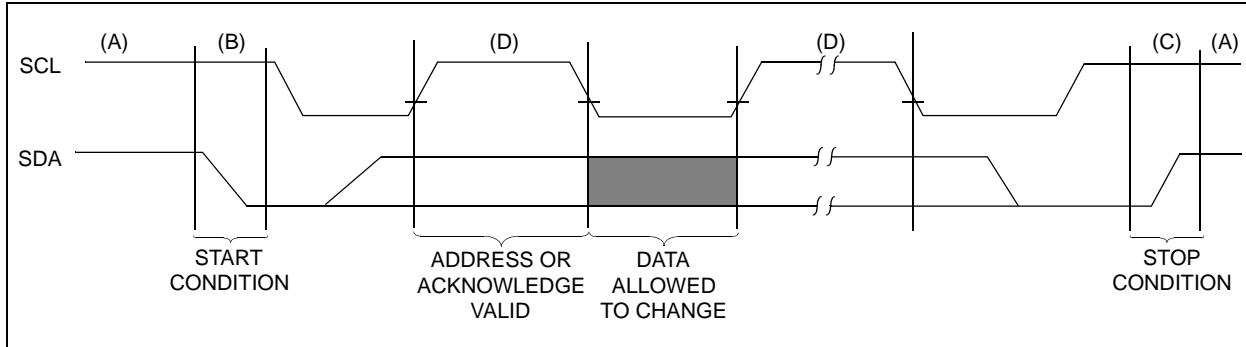 (A) (B) (D) (D) (C) (A)
SCL
SDA
START
CONDITION
ADDRESS OR
ACKNOWLEDGE
VALID
DATA
ALLOWED
TO CHANGE
STOP
CONDITION